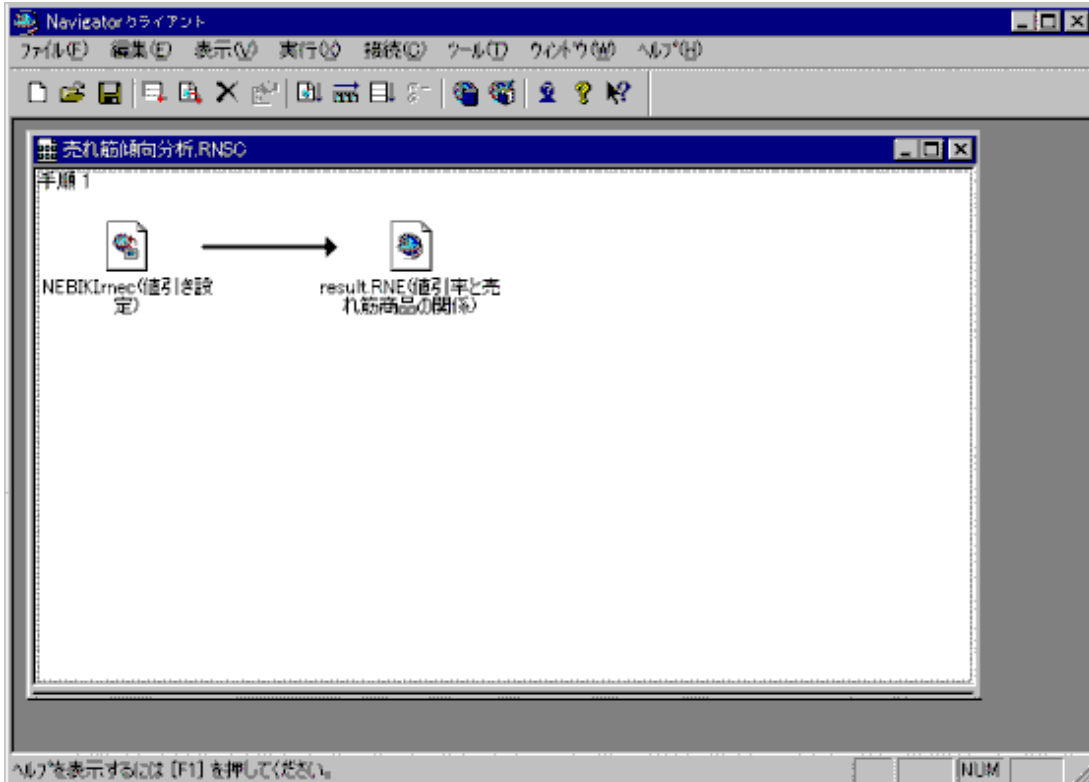 Navigatorクライアント
ファイル(F) 編集(E) 表示(V) 実行(X) 接続(C) ツール(T) ウィンドウ(W) ヘルプ(H)
売れ筋傾向分析.RNSC
手順 1
NEBIKI.rnec(値引き設
定)
result.RNE(値引率と売
れ筋商品の関係)
ヘルプを表示するには [F1] を押してください。
NUM